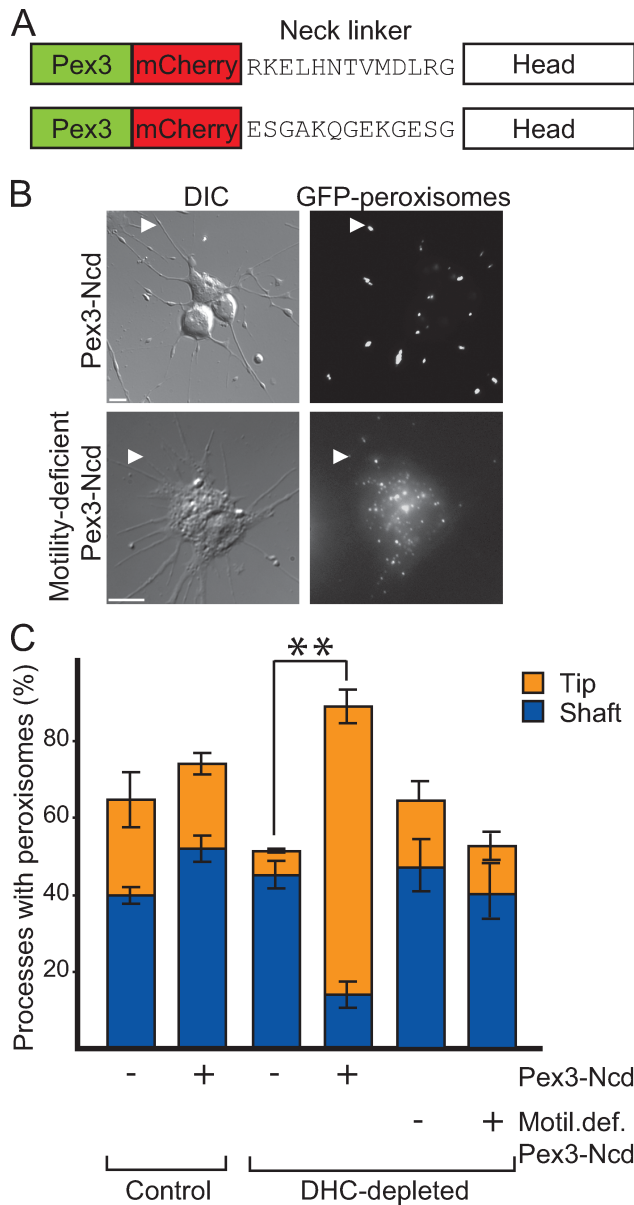 A
Neck linker
Pex3 mCherry RKELHNTVMDLRG Head
Pex3 mCherry ESGAKQGEKGESG Head
B
DIC GFP-peroxisomes
Pex3-Ncd
Motility-deficient
Pex3-Ncd
C
**
Tip
Shaft
Processes with peroxisomes (%)
80
60
40
20
- + - + Pex3-Ncd
- + Motil.def.
Pex3-Ncd
Control DHC-depleted